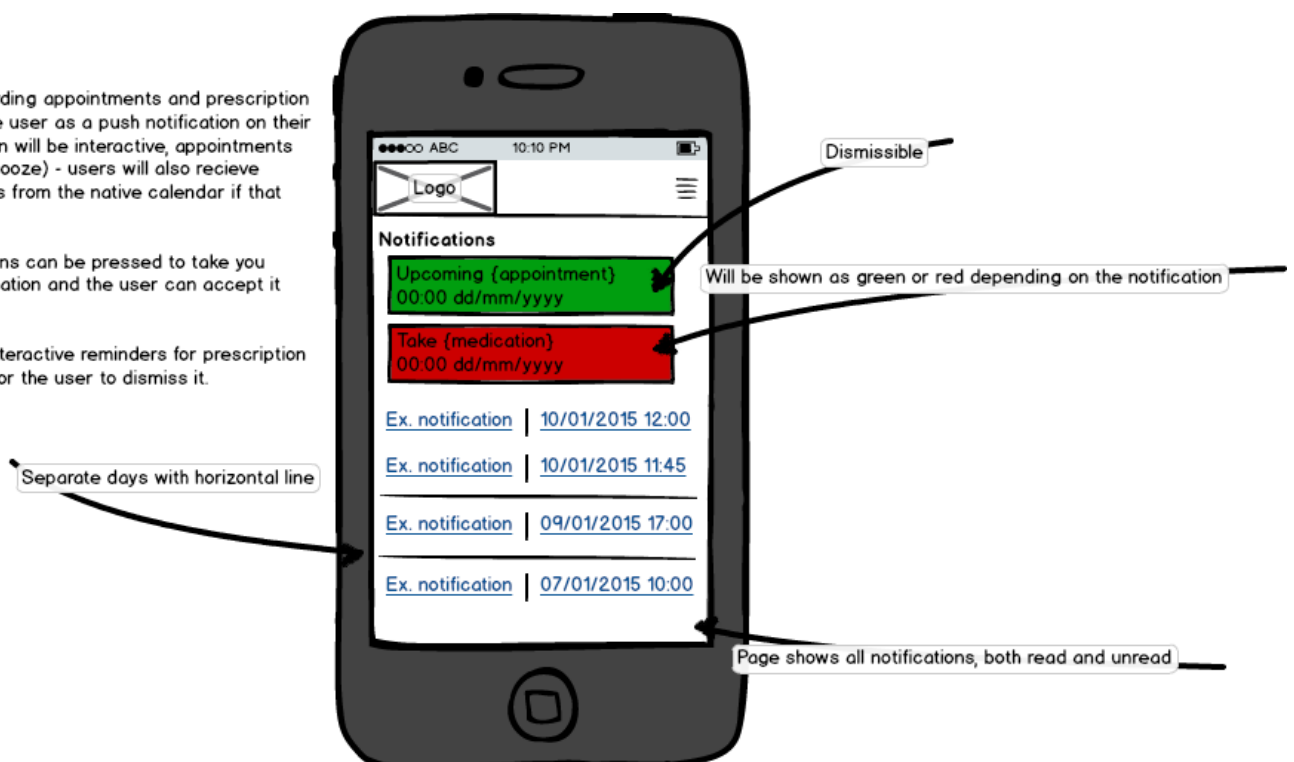 rding appointments and prescription
e user as a push notification on their
n will be interactive, appointments
ooze) - users will also recieve
s from the native calendar if that
ns can be pressed to take you
ation and the user can accept it
teractive reminders for prescription
or the user to dismiss it.
Separate days with horizontal line
ABC 10:10 PM
Logo
Notifications
Upcoming {appointment}
00:00 dd/mm/yyyy
Take {medication}
00:00 dd/mm/yyyy
Ex. notification | 10/01/2015 12:00
Ex. notification | 10/01/2015 11:45
Ex. notification | 09/01/2015 17:00
Ex. notification | 07/01/2015 10:00
Dismissible
Will be shown as green or red depending on the notification
Page shows all notifications, both read and unread